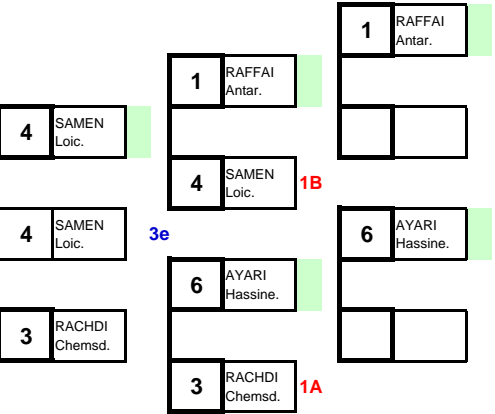 1 RAFFAI
Antar.
1 RAFFAI
Antar.
4 SAMEN
Loic.
4 SAMEN
Loic. 1B
4 SAMEN
Loic. 3e
6 AYARI
Hassine.
6 AYARI
Hassine.
3 RACHDI
Chemsd.
3 RACHDI
Chemsd. 1A